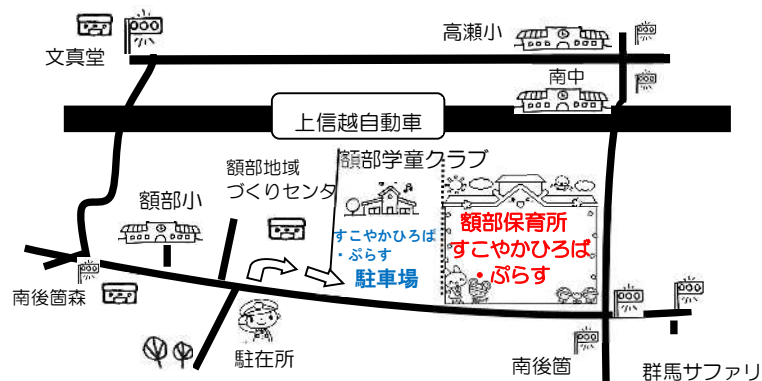 高瀬小
文真堂
南中
上信越自動車
額部学童クラブ
額部地域
づくりセンタ
額部小
すこやかひろば
・ぷらす
駐車場
額部保育所
すこやかひろば
・ぷらす
南後箇森
駐在所
南後箇
群馬サファリ